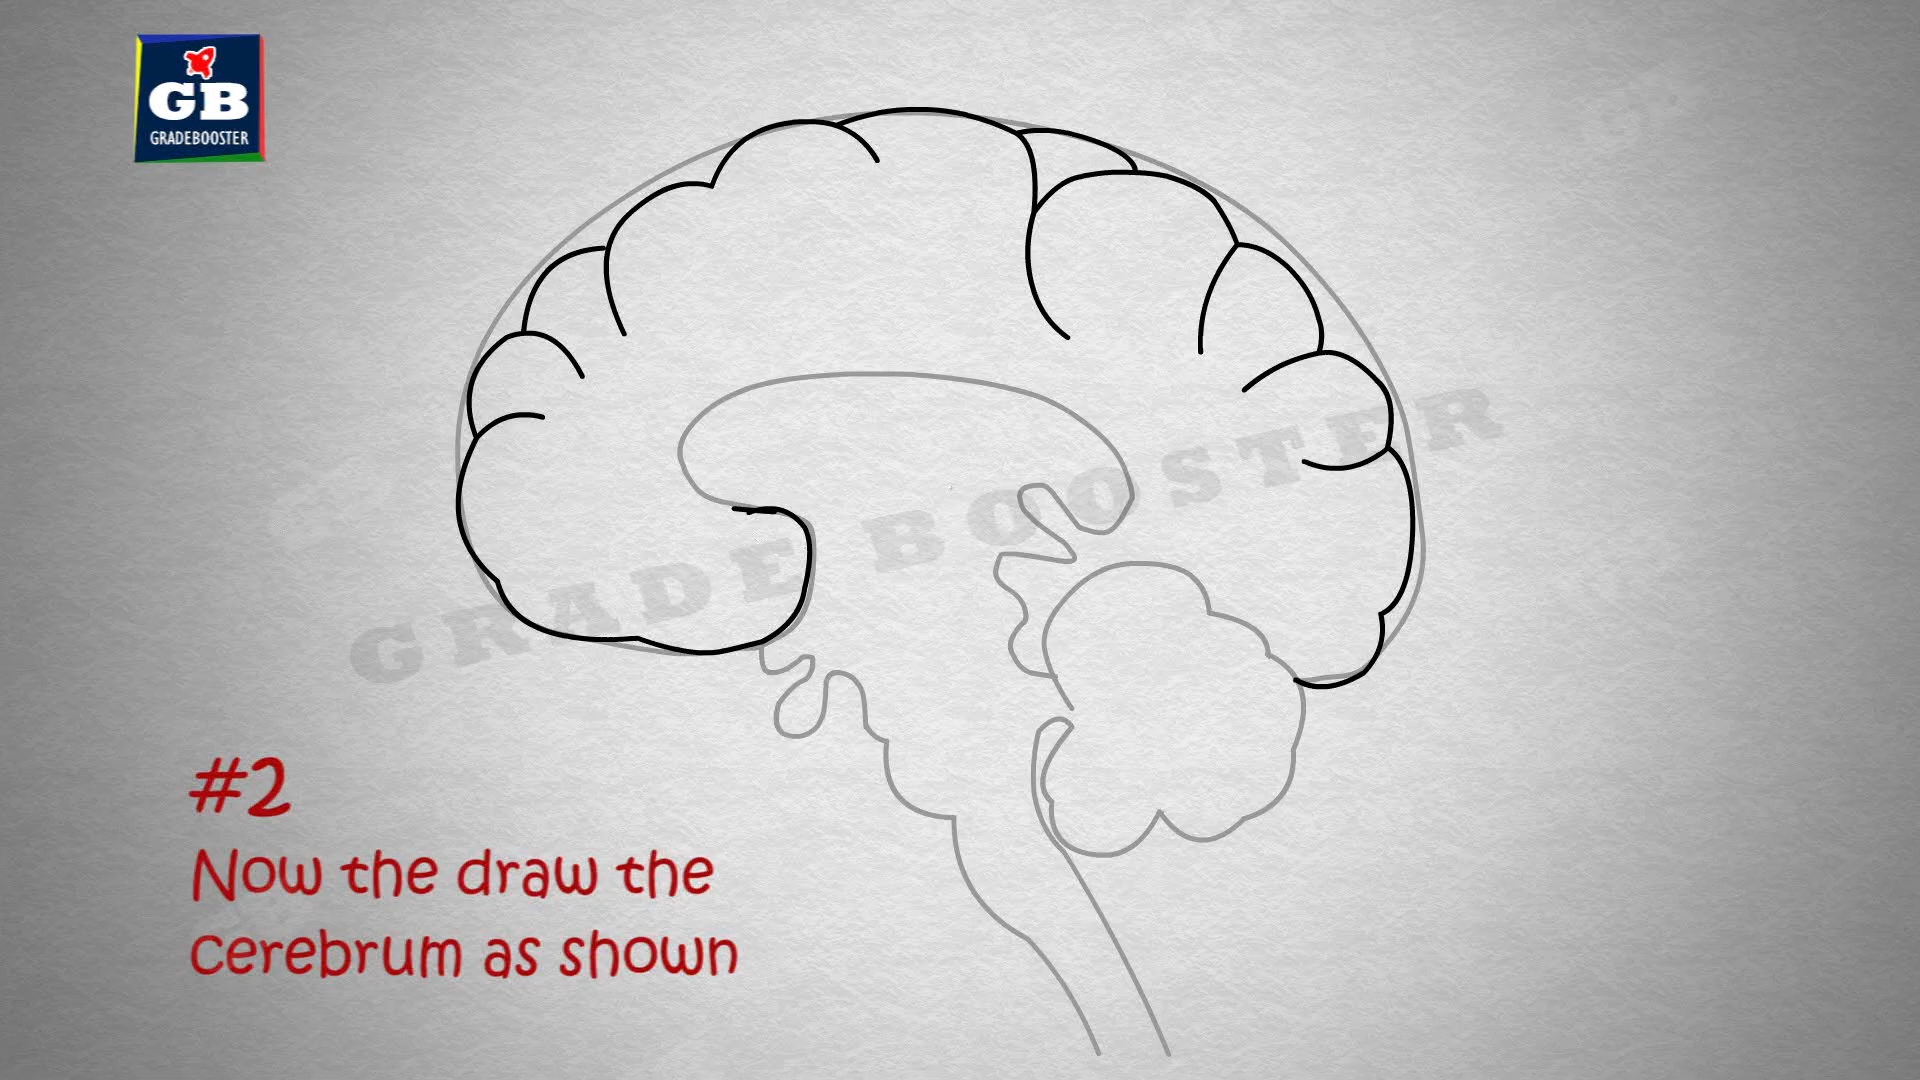 GB
GRADEBOOSTER
GRADE BOOSTER
#2
Now the draw the
cerebrum as shown